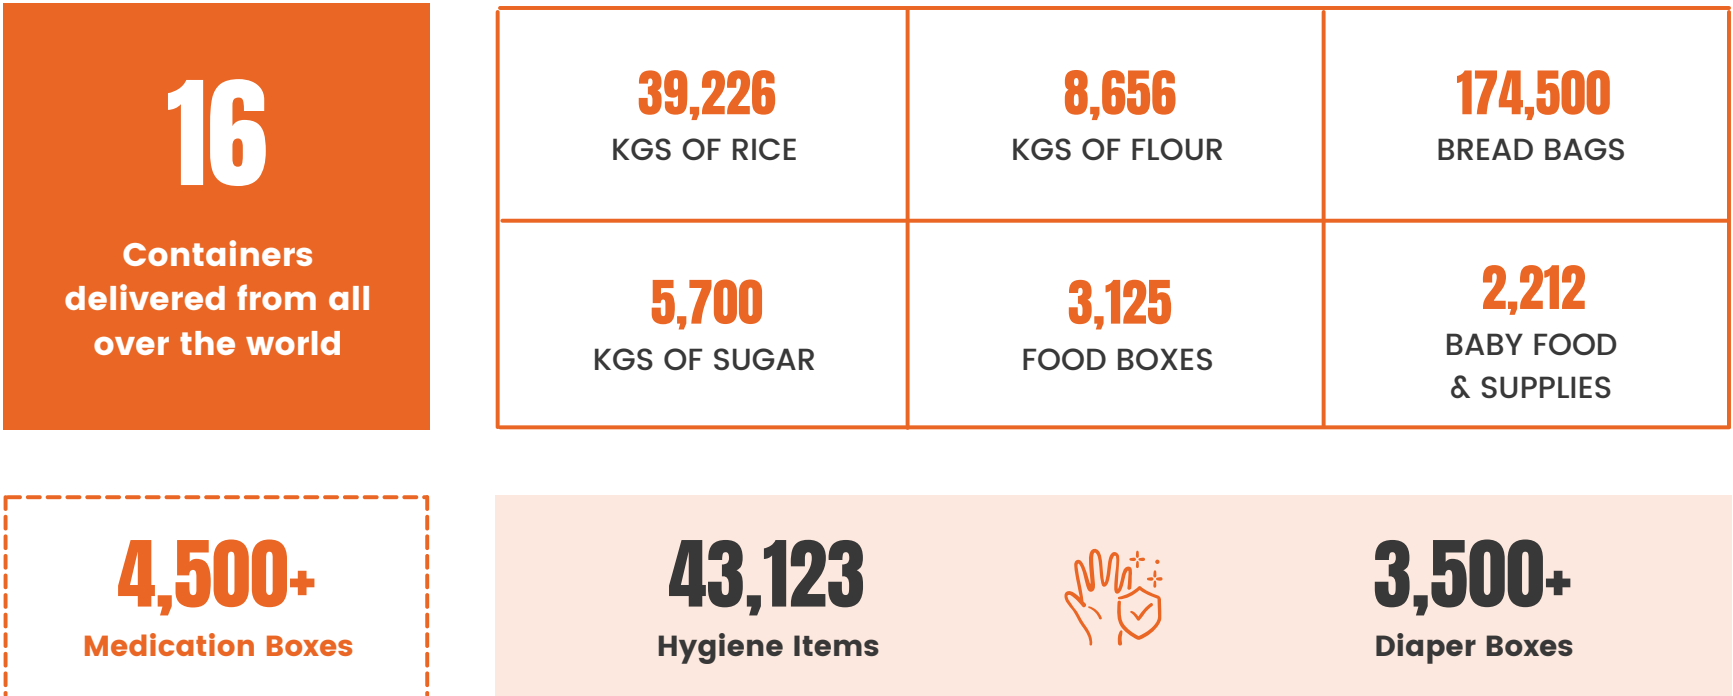 16
Containers
delivered from all
over the world
39,226
KGS OF RICE
8,656
KGS OF FLOUR
174,500
BREAD BAGS
5,700
KGS OF SUGAR
3,125
FOOD BOXES
2,212
BABY FOOD
& SUPPLIES
4,500+
Medication Boxes
43,123
Hygiene Items
3,500+
Diaper Boxes